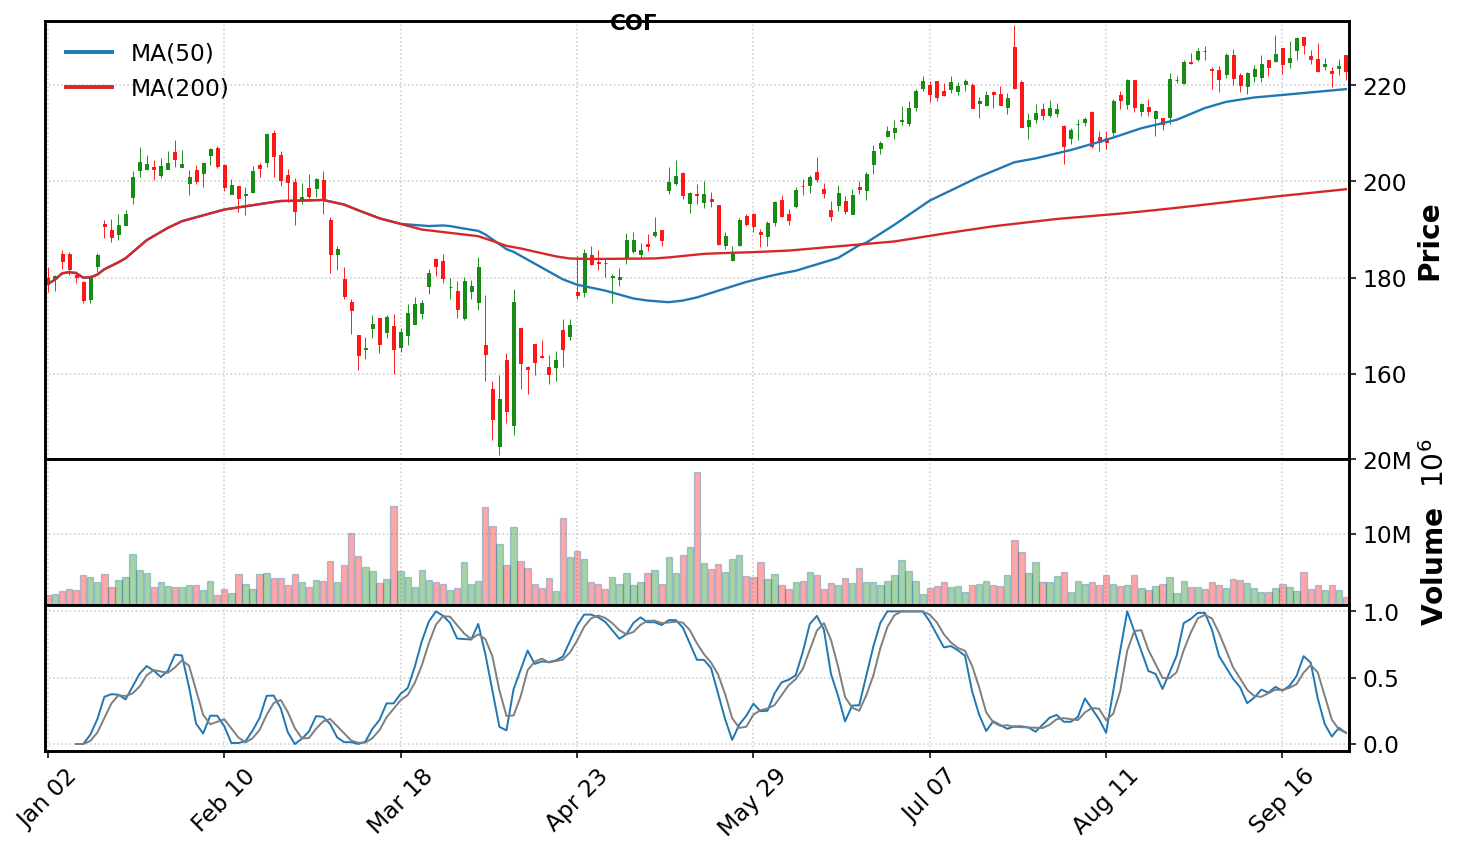 COF
MA(50)
MA(200)
220
200
180
160
Price
20M
10M
Volume 10^6
1.0
0.5
0.0
Jan 02
Feb 10
Mar 18
Apr 23
May 29
Jul 07
Aug 11
Sep 16